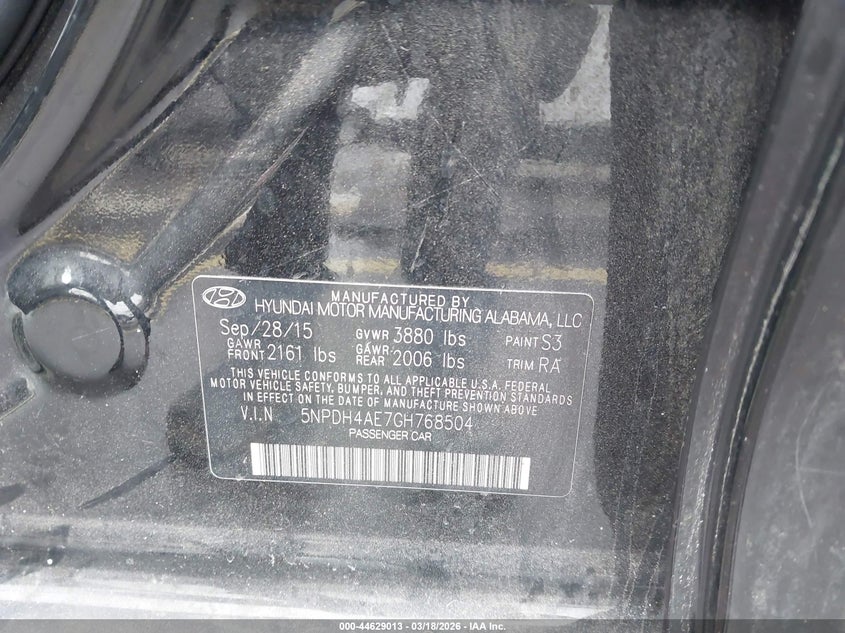 MANUFACTURED BY
HYUNDAI MOTOR MANUFACTURING ALABAMA, LLC
Sep/28/15 GVWR 3880 lbs PAINT S3
GAWR FRONT 2161 lbs GAWR REAR 2006 lbs TRIM RA
THIS VEHICLE CONFORMS TO ALL APPLICABLE U.S.A. FEDERAL
MOTOR VEHICLE SAFETY, BUMPER, AND THEFT PREVENTION STANDARDS
IN EFFECT ON THE DATE OF MANUFACTURE SHOWN ABOVE
V.I.N 5NPDH4AE7GH768504
PASSENGER CAR
000-44629013 - 03/18/2026 - IAA Inc.